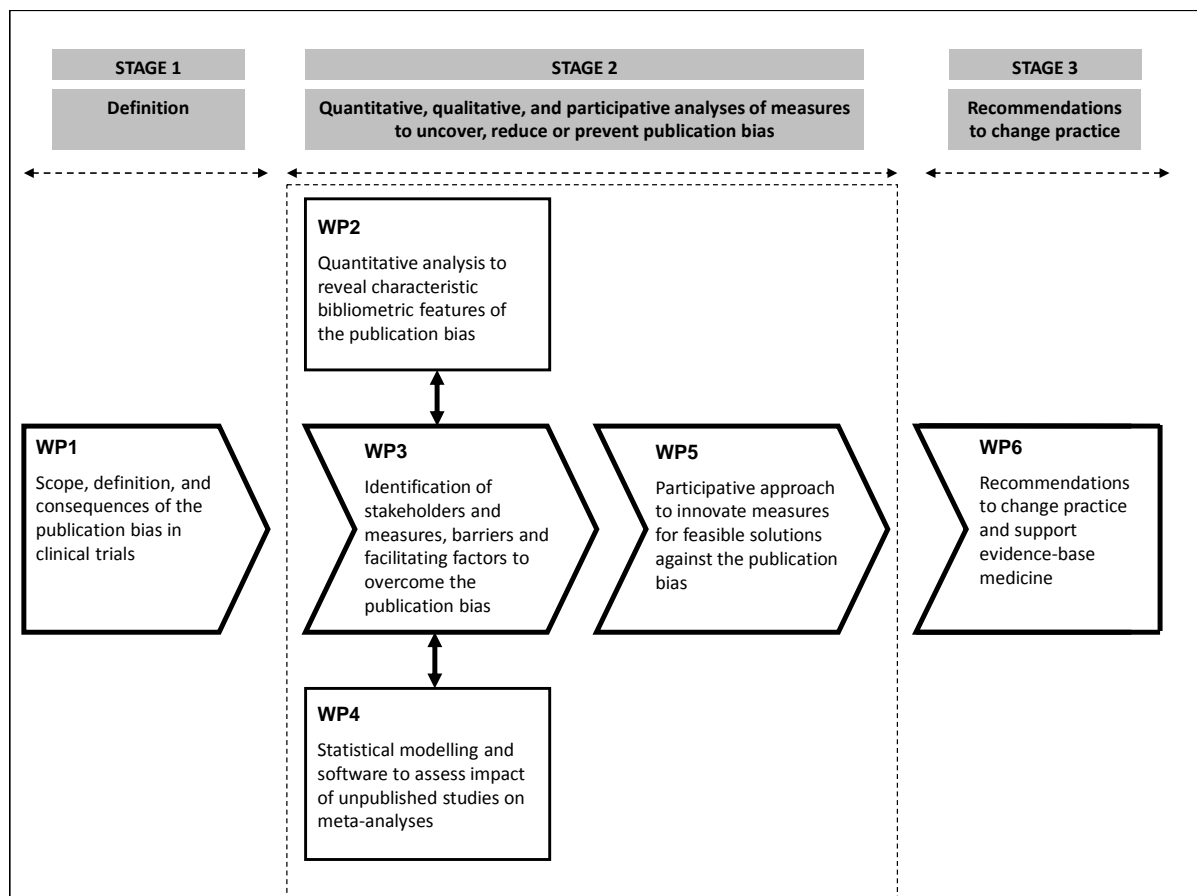 STAGE 1
STAGE 2
STAGE 3
Definition
Quantitative, qualitative, and participative analyses of measures
to uncover, reduce or prevent publication bias
Recommendations
to change practice
WP2
Quantitative analysis to
reveal characteristic
bibliometric features of
the publication bias
WP1
Scope, definition, and
consequences of the
publication bias in
clinical trials
WP3
Identification of
stakeholders and
measures, barriers and
facilitating factors to
overcome the
publication bias
WP5
Participative approach
to innovate measures
for feasible solutions
against the publication
bias
WP6
Recommendations
to change practice
and support
evidence-base
medicine
WP4
Statistical modelling and
software to assess impact
of unpublished studies on
meta-analyses